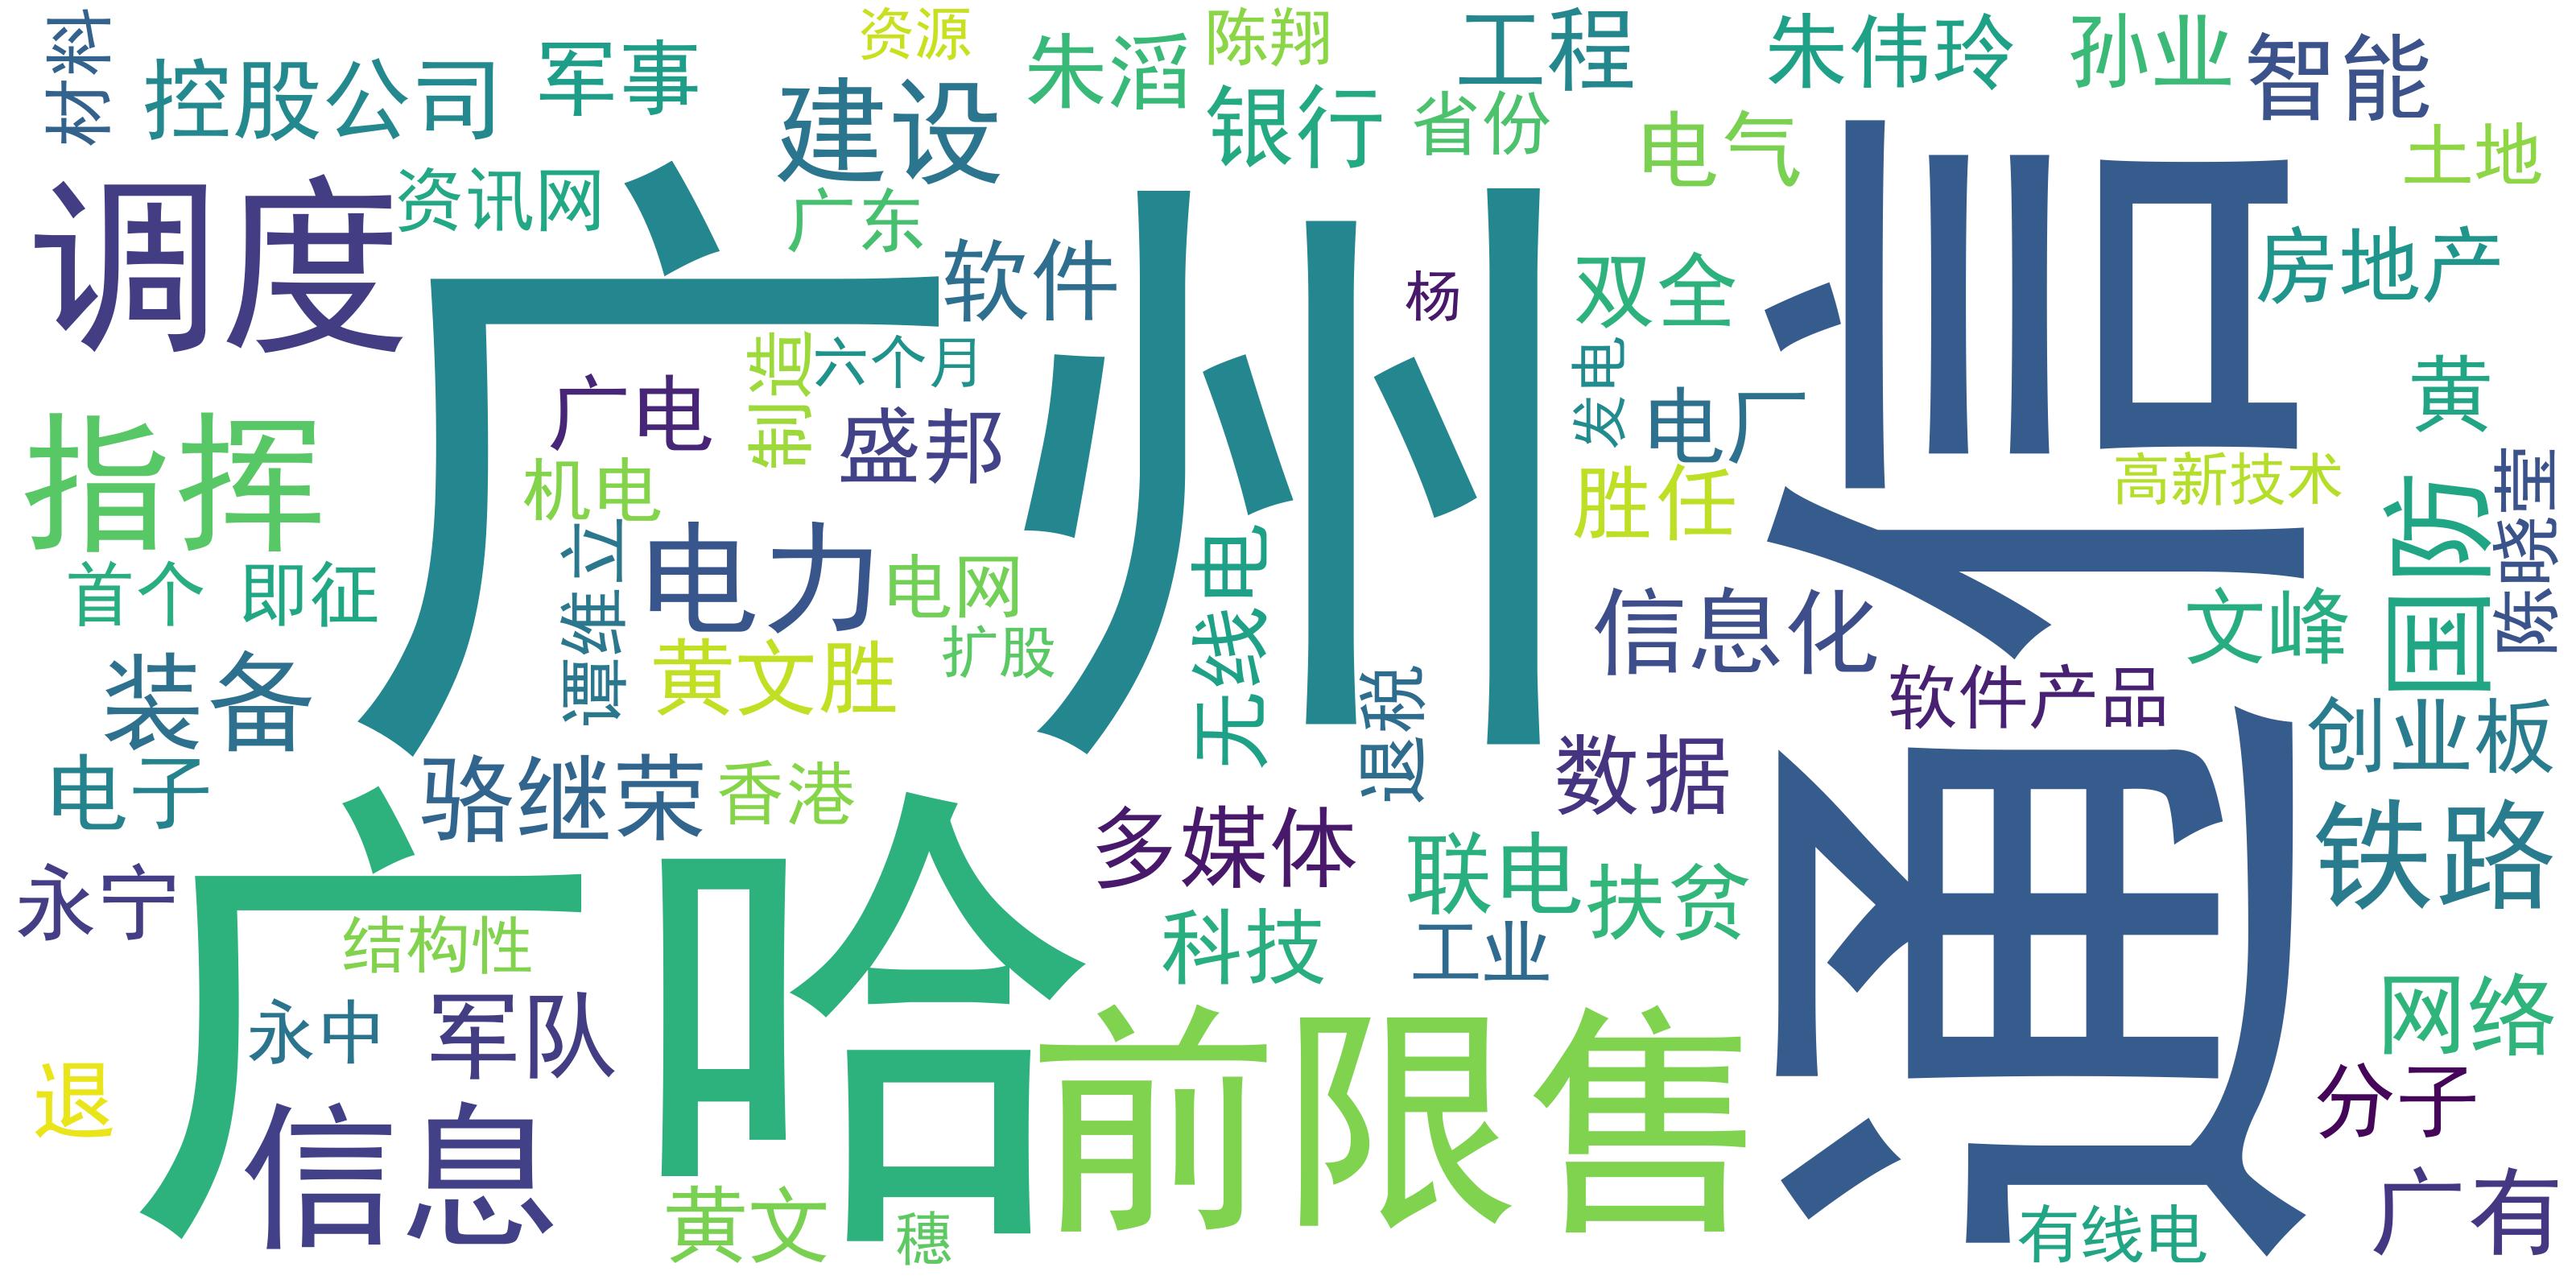 材料
控股公司
军事
资源
建设
朱滔
陈翔
银行
工程
省份
朱伟玲
电气
孙业
智能
土地
调度
资讯网
广东
软件
广州
杨
双全
通信
房地产
指挥
广电
机电
制造
六个月
盛邦
发电
电厂
胜任
高新技术
黄
国防
陈晓莹
首个
即征
谭维立
电力
电网
扩股
黄文胜
无线电
退税
信息化
文峰
软件产品
创业板
装备
电子
骆继荣
香港
数据
多媒体
联电
扶贫
铁路
永宁
广哈
结构性
科技
工业
永中
军队
前限售
网络
退
信息
黄文
穗
分子
有线电
广有